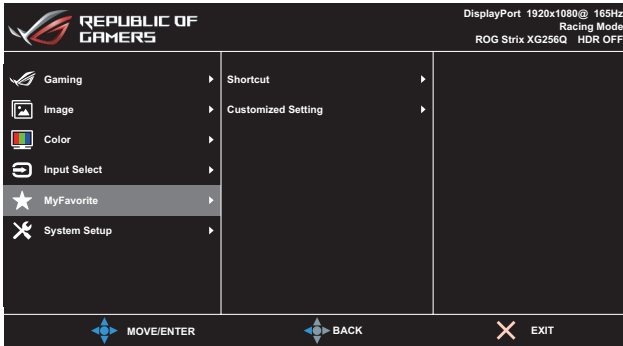 REPUBLIC OF
GAMERS
DisplayPort 1920x1080@ 165Hz
Racing Mode
ROG Strix XG256Q HDR OFF
Gaming
Image
Color
Input Select
MyFavorite
System Setup
Shortcut
Customized Setting
MOVE/ENTER
BACK
EXIT